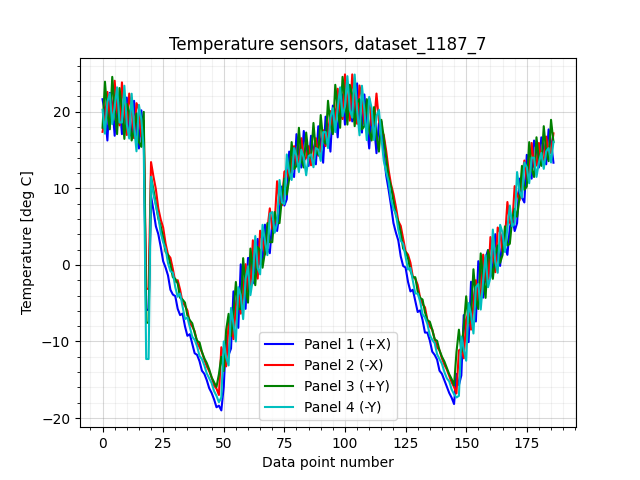 Temperature sensors, dataset_1187_7
Temperature [deg C]
20
10
0
−10
−20
Panel 1 (+X)
Panel 2 (-X)
Panel 3 (+Y)
Panel 4 (-Y)
0 25 50 75 100 125 150 175
Data point number